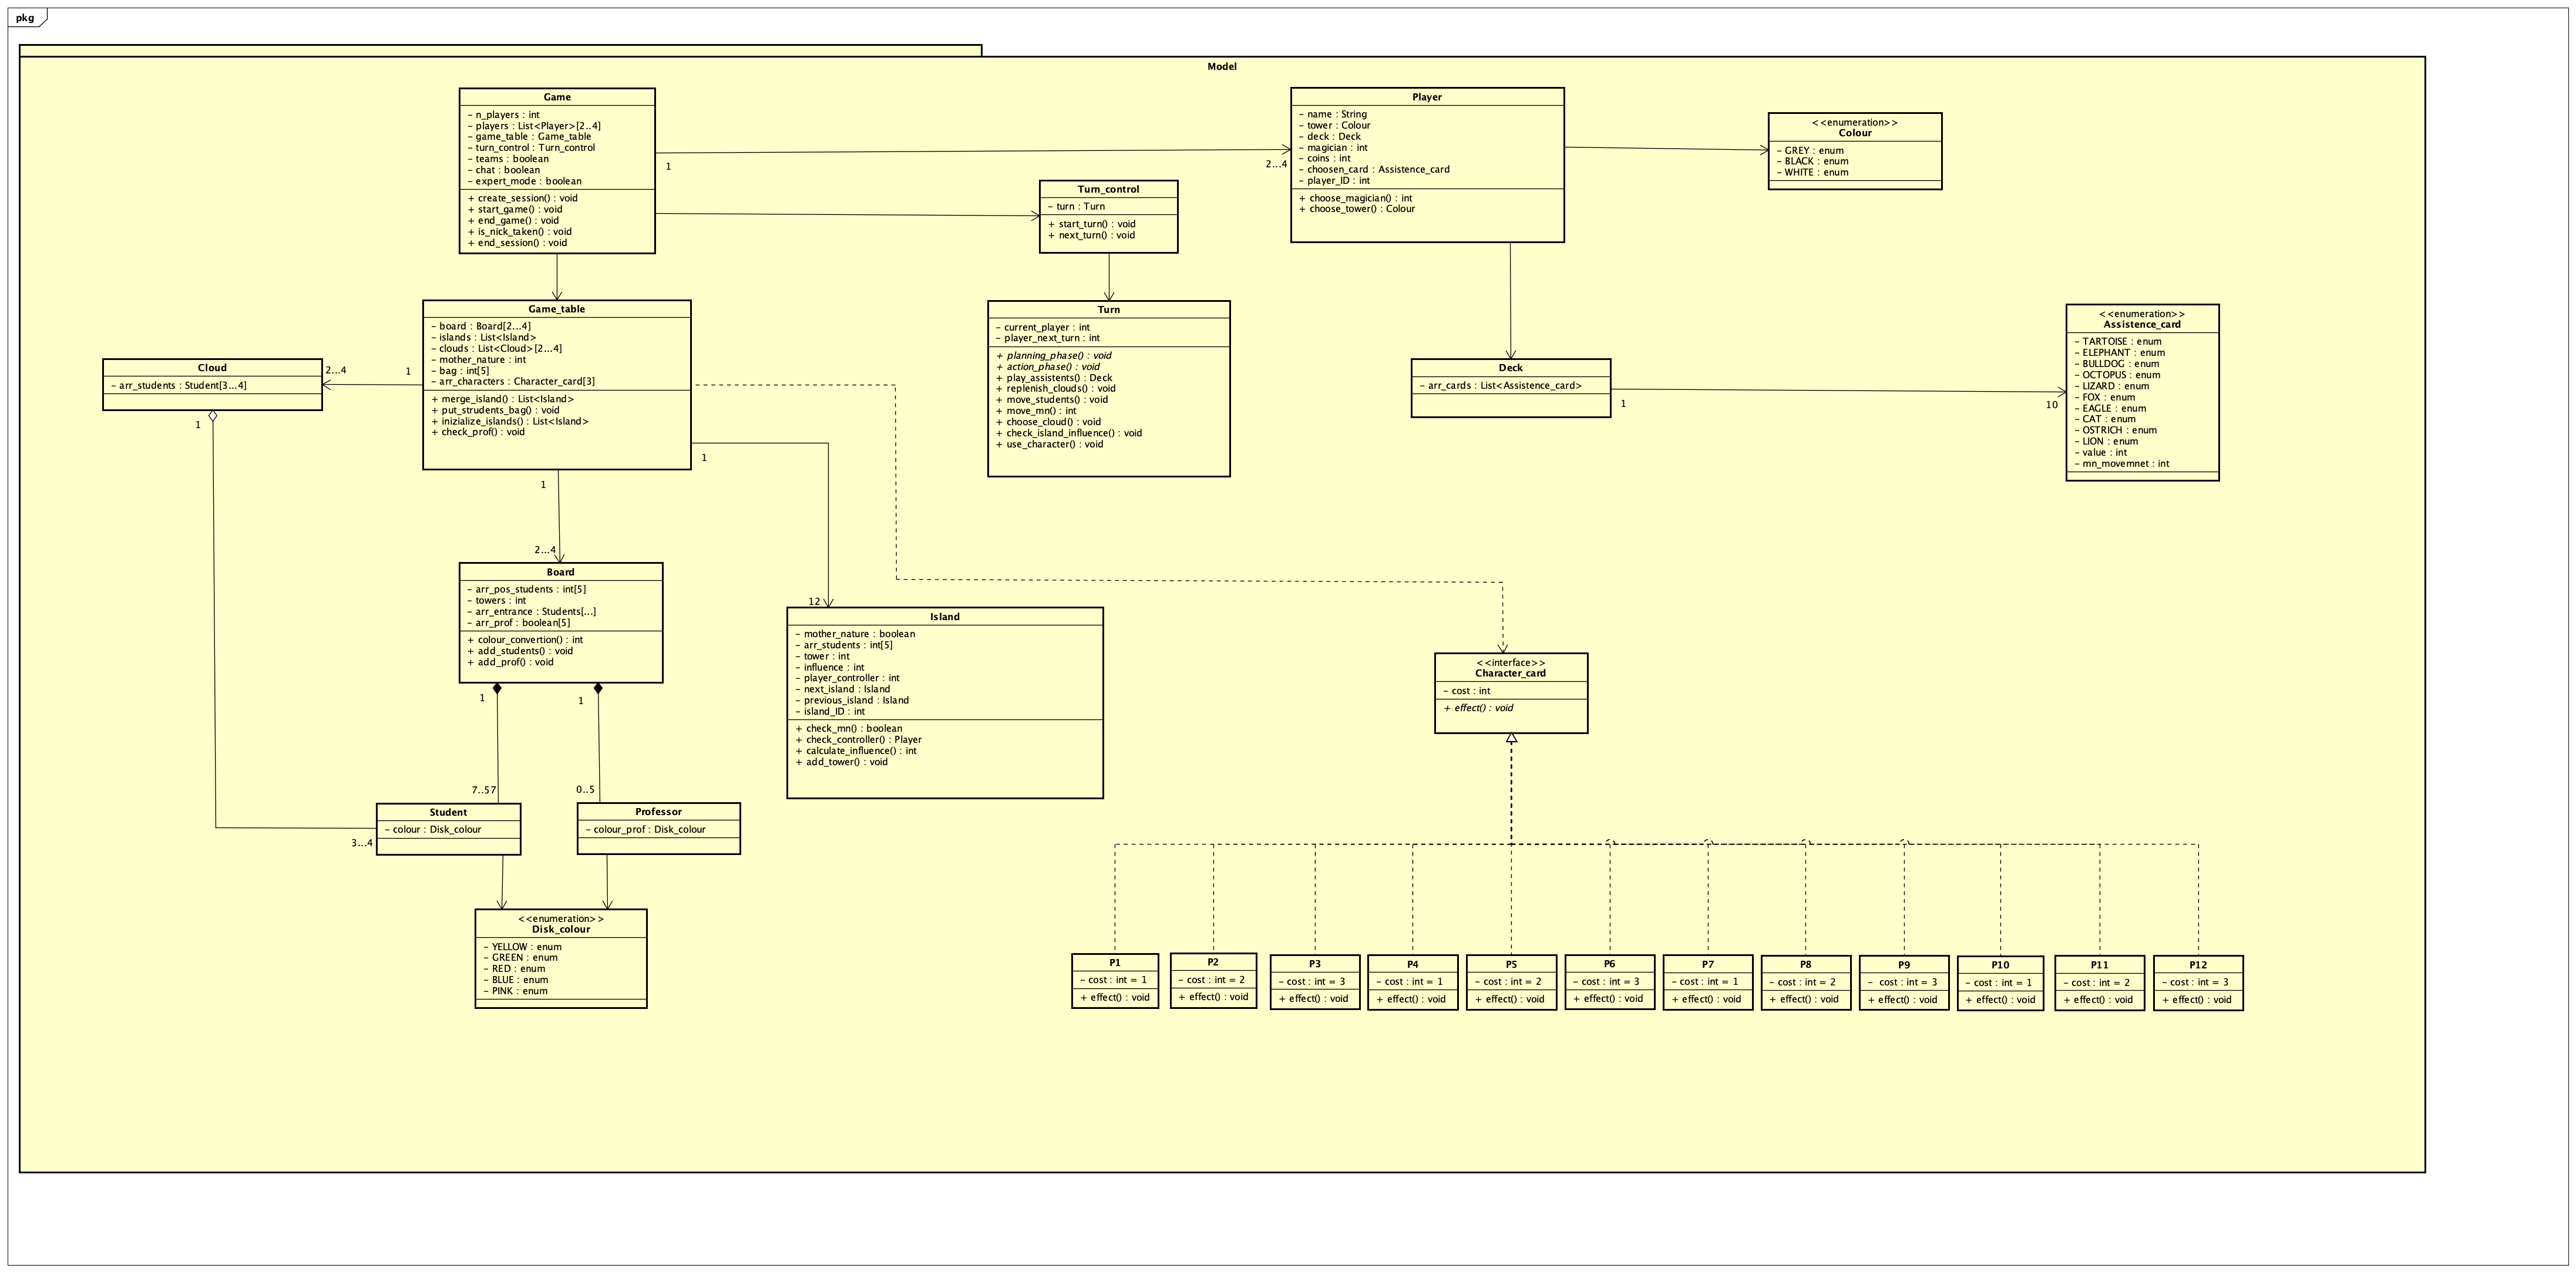 pkg
Model
Game
– n_players : int
– players : List<Player>[2..4]
– game_table : Game_table
– turn_control : Turn_control
– teams : boolean
– chat : boolean
– expert_mode : boolean
+ create_session() : void
+ start_game() : void
+ end_game() : void
+ is_nick_taken() : void
+ end_session() : void
1
2...4
Player
– name : String
– tower : Colour
– deck : Deck
– magician : int
– coins : int
– choosen_card : Assistence_card
– player_ID : int
+ choose_magician() : int
+ choose_tower() : Colour
<<enumeration>>
Colour
– GREY : enum
– BLACK : enum
– WHITE : enum
Turn_control
– turn : Turn
+ start_turn() : void
+ next_turn() : void
Game_table
– board : Board[2...4]
– islands : List<Island>
– clouds : List<Cloud>[2...4]
– mother_nature : int
– bag : int[5]
– arr_characters : Character_card[3]
+ merge_island() : List<Island>
+ put_strudents_bag() : void
+ inizialize_islands() : List<Island>
+ check_prof() : void
Turn
– current_player : int
– player_next_turn : int
+ planning_phase() : void
+ action_phase() : void
+ play_assistents() : Deck
+ replenish_clouds() : void
+ move_students() : void
+ move_mn() : int
+ choose_cloud() : void
+ check_island_influence() : void
+ use_character() : void
Cloud
– arr_students : Student[3...4]
2...4
1
1
Deck
– arr_cards : List<Assistence_card>
1
10
<<enumeration>>
Assistence_card
– TARTOISE : enum
– ELEPHANT : enum
– BULLDOG : enum
– OCTOPUS : enum
– LIZARD : enum
– FOX : enum
– EAGLE : enum
– CAT : enum
– OSTRICH : enum
– LION : enum
– value : int
– mn_movemnet : int
1
1
2...4
12
Board
– arr_pos_students : int[5]
– towers : int
– arr_entrance : Students[...]
– arr_prof : boolean[5]
+ colour_convertion() : int
+ add_students() : void
+ add_prof() : void
1
1
Island
– mother_nature : boolean
– arr_students : int[5]
– tower : int
– influence : int
– player_controller : int
– next_island : Island
– previous_island : Island
– island_ID : int
+ check_mn() : boolean
+ check_controller() : Player
+ calculate_influence() : int
+ add_tower() : void
<<interface>>
Character_card
– cost : int
+ effect() : void
7..57
0..5
3...4
Student
– colour : Disk_colour
Professor
– colour_prof : Disk_colour
<<enumeration>>
Disk_colour
– YELLOW : enum
– GREEN : enum
– RED : enum
– BLUE : enum
– PINK : enum
P1
– cost : int = 1
+ effect() : void
P2
– cost : int = 2
+ effect() : void
P3
– cost : int = 3
+ effect() : void
P4
– cost : int = 1
+ effect() : void
P5
– cost : int = 2
+ effect() : void
P6
– cost : int = 3
+ effect() : void
P7
– cost : int = 1
+ effect() : void
P8
– cost : int = 2
+ effect() : void
P9
– cost : int = 3
+ effect() : void
P10
– cost : int = 1
+ effect() : void
P11
– cost : int = 2
+ effect() : void
P12
– cost : int = 3
+ effect() : void